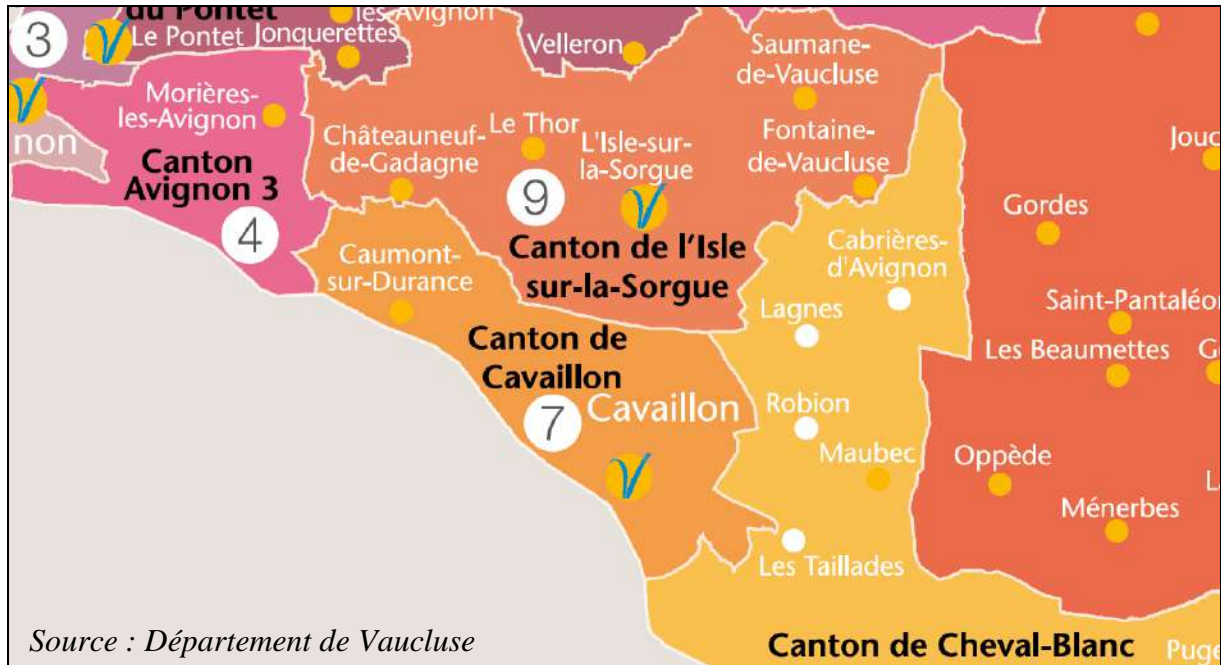 du Pontet
les-Avignon
3
Le Pontet
Jonquerettes
Velleron
Saumane-
de-Vaucluse
Morières-
les-Avignon
non
Châteauneuf-
de-Gadagne
Le Thor
L'Isle-sur-
la-Sorgue
Fontaine-
de-Vaucluse
Canton
Avignon 3
4
9
Canton de l'Isle
sur-la-Sorgue
Gordes
Caumont-
sur-Durance
Cabrières-
d'Avignon
Lagnes
Les Beaumettes
Canton de
Cavaillon
7
Cavaillon
Robion
Maubec
Oppède
Ménerbes
Les Taillades
Source : Département de Vaucluse
Canton de Cheval-Blanc